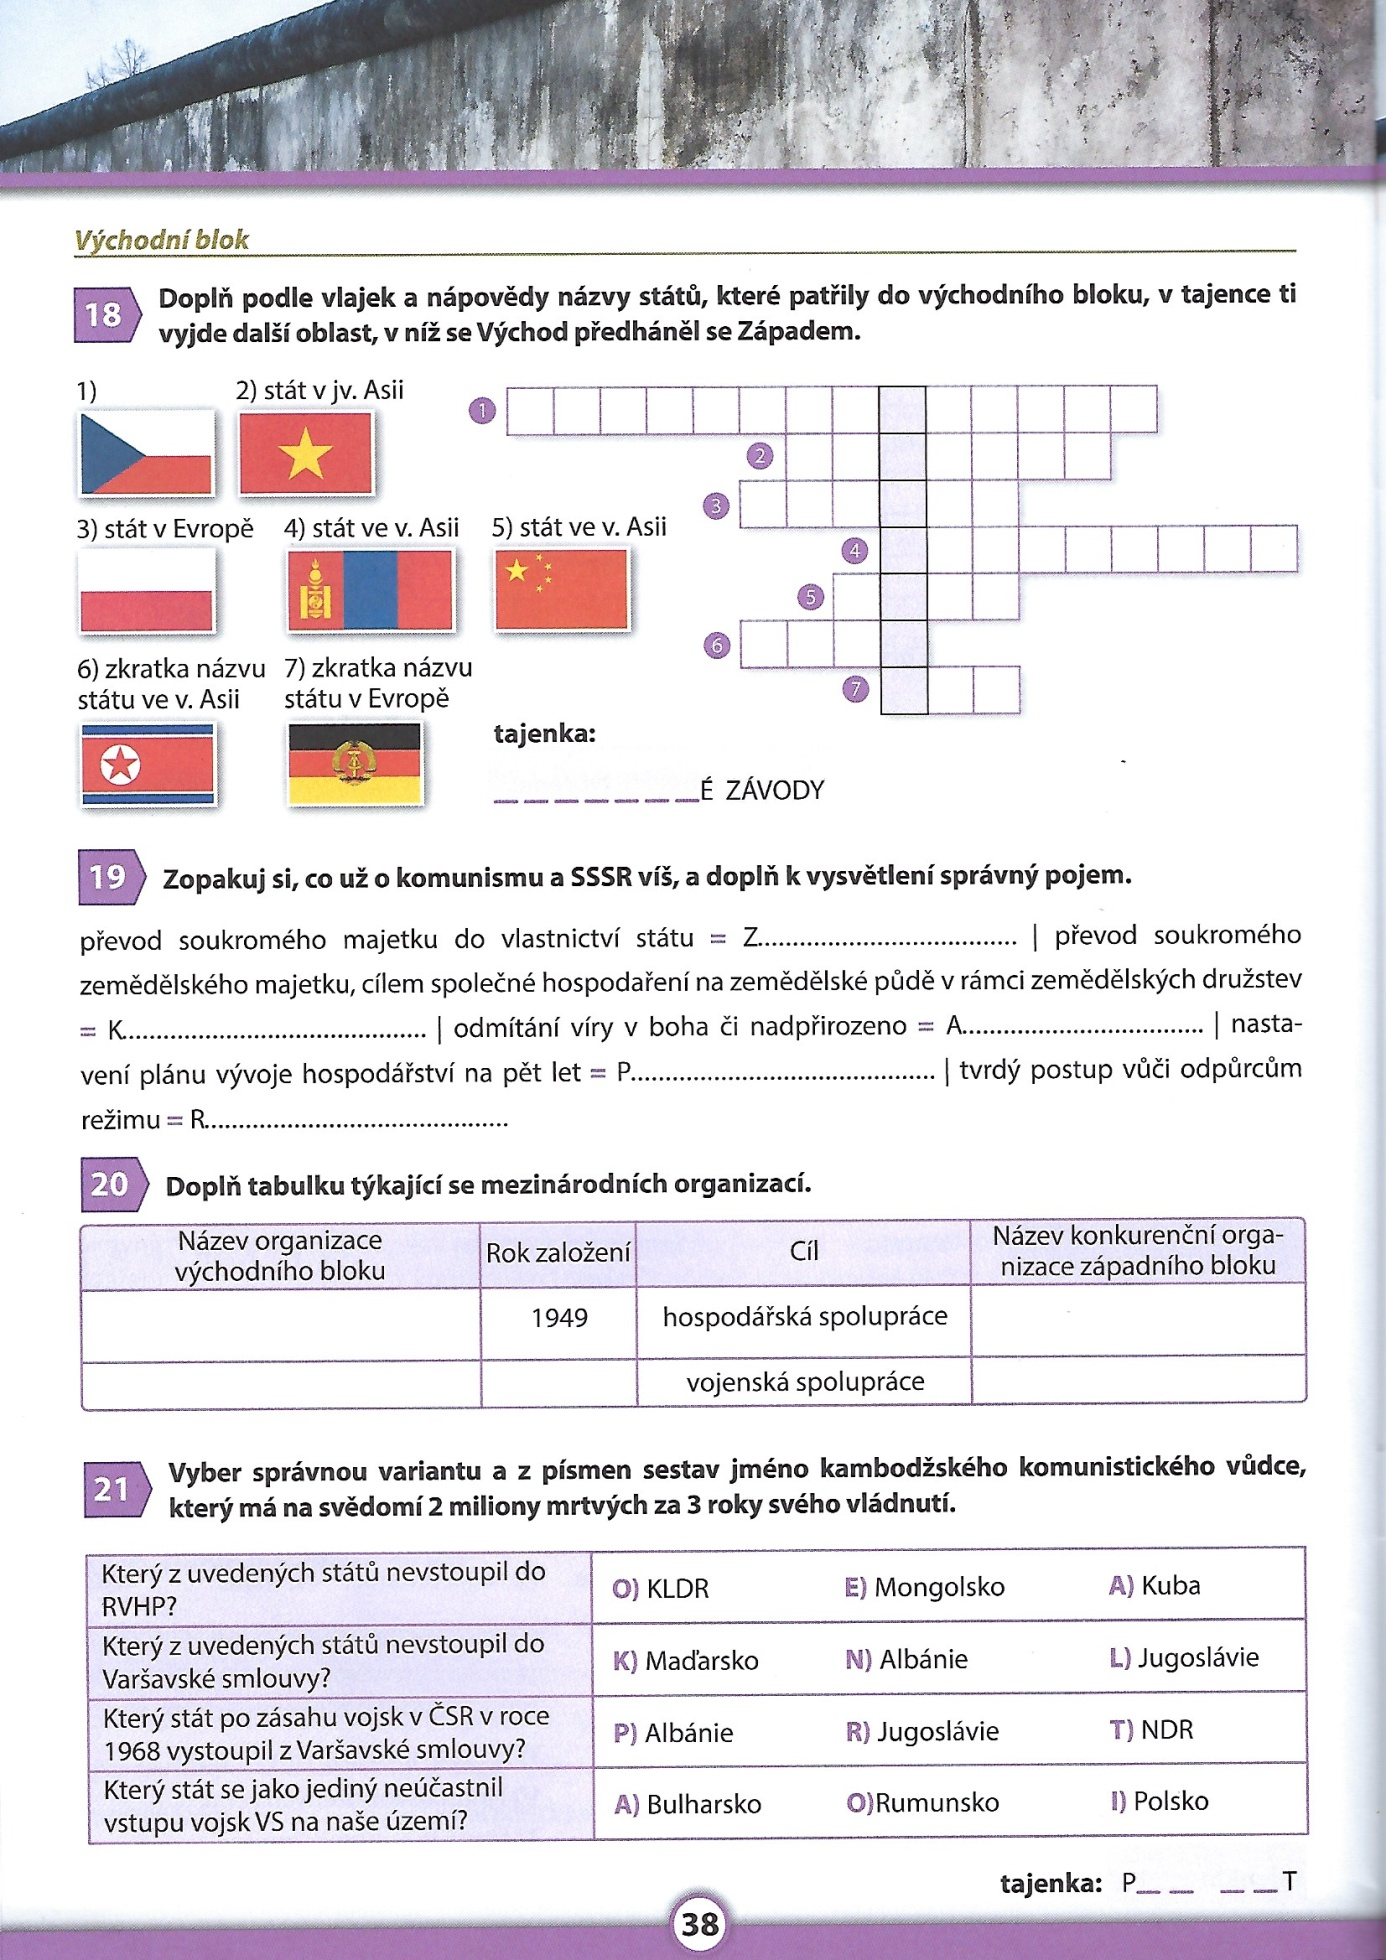 Východní blok
18 Doplň podle vlajek a nápovědy názvy států, které patřily do východního bloku, v tajence ti
vyjde další oblast, v níž se Východ předháněl se Západem.
1) 2) stát v jv. Asii
3) stát v Evropě 4) stát ve v. Asii 5) stát ve v. Asii
6) zkratka názvu
státu ve v. Asii
7) zkratka názvu
státu v Evropě
1
2
3
4
5
6
7
tajenka:
_ _ _ _ _ _ _É ZÁVODY
19 Zopakuj si, co už o komunismu a SSSR víš, a doplň k vysvětlení správný pojem.
převod soukromého majetku do vlastnictví státu = Z...................................... | převod soukromého
zemědělského majetku, cílem společné hospodaření na zemědělské půdě v rámci zemědělských družstev
= K............................................. | odmítání víry v boha či nadpřirozeno = A................................... | nasta-
vení plánu vývoje hospodářství na pět let = P............................................ | tvrdý postup vůči odpůrcům
režimu = R............................................
20 Doplň tabulku týkající se mezinárodních organizací.
Název organizace
východního bloku
Rok založení
Cíl
Název konkurenční orga-
nizace západního bloku
1949 hospodářská spolupráce
vojenská spolupráce
21 Vyber správnou variantu a z písmen sestav jméno kambodžského komunistického vůdce,
který má na svědomí 2 miliony mrtvých za 3 roky svého vládnutí.
Který z uvedených států nevstoupil do
RVHP?
O) KLDR E) Mongolsko A) Kuba
Který z uvedených států nevstoupil do
Varšavské smlouvy?
K) Maďarsko N) Albánie L) Jugoslávie
Který stát po zásahu vojsk v ČSR v roce
1968 vystoupil z Varšavské smlouvy?
P) Albánie R) Jugoslávie T) NDR
Který stát se jako jediný neúčastnil
vstupu vojsk VS na naše území?
A) Bulharsko O)Rumunsko I) Polsko
tajenka: P_ _ _ _T
38